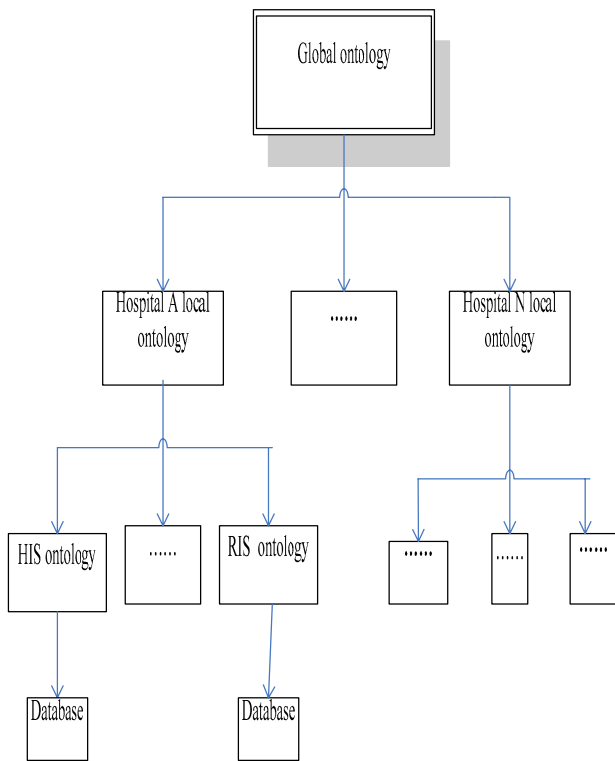 Global ontology
Hospital A local
ontology
......
Hospital N local
ontology
HIS ontology
......
RIS ontology
......
......
......
Database
Database